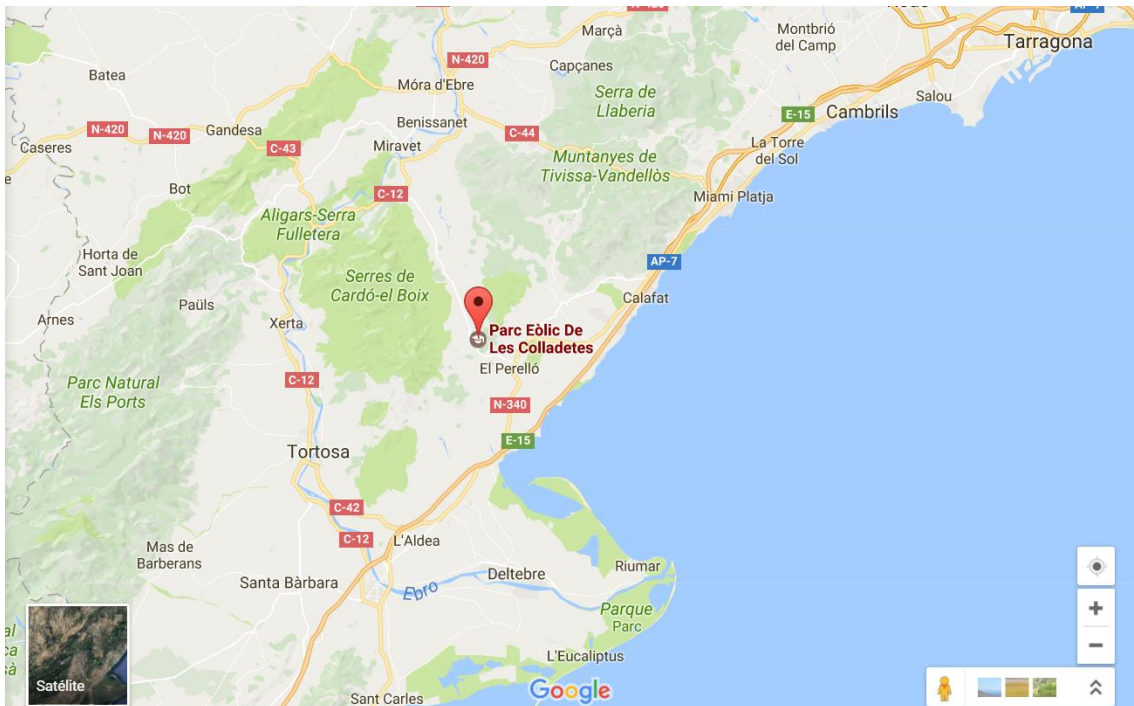 N-420
AP-7
Marçà
Montbrió
del Camp
Tarragona
N-420
Batea
Móra d'Ebre
Capçanes
Serra de
Llaberia
Salou
E-15
Cambrils
Benissanet
N-420
N-420
Gandesa
C-44
Caseres
C-43
Miravet
La Torre
del Sol
Muntanyes de
Tivissa-Vandellòs
Bot
C-12
Miami Platja
Aligars-Serra
Fulletera
Horta de
Sant Joan
AP-7
Serres de
Cardó-el Boix
Calafat
Paüls
Arnes
Xerta
Parc Eòlic De
Les Colladetes
El Perelló
Parc Natural
Els Ports
C-12
N-340
E-15
Tortosa
C-42
C-12
L'Aldea
Mas de
Barberans
Santa Bàrbara
Ebro
Deltebre
Riumar
Parque
Parc
L'Eucaliptus
Satélite
Google
Sant Carles